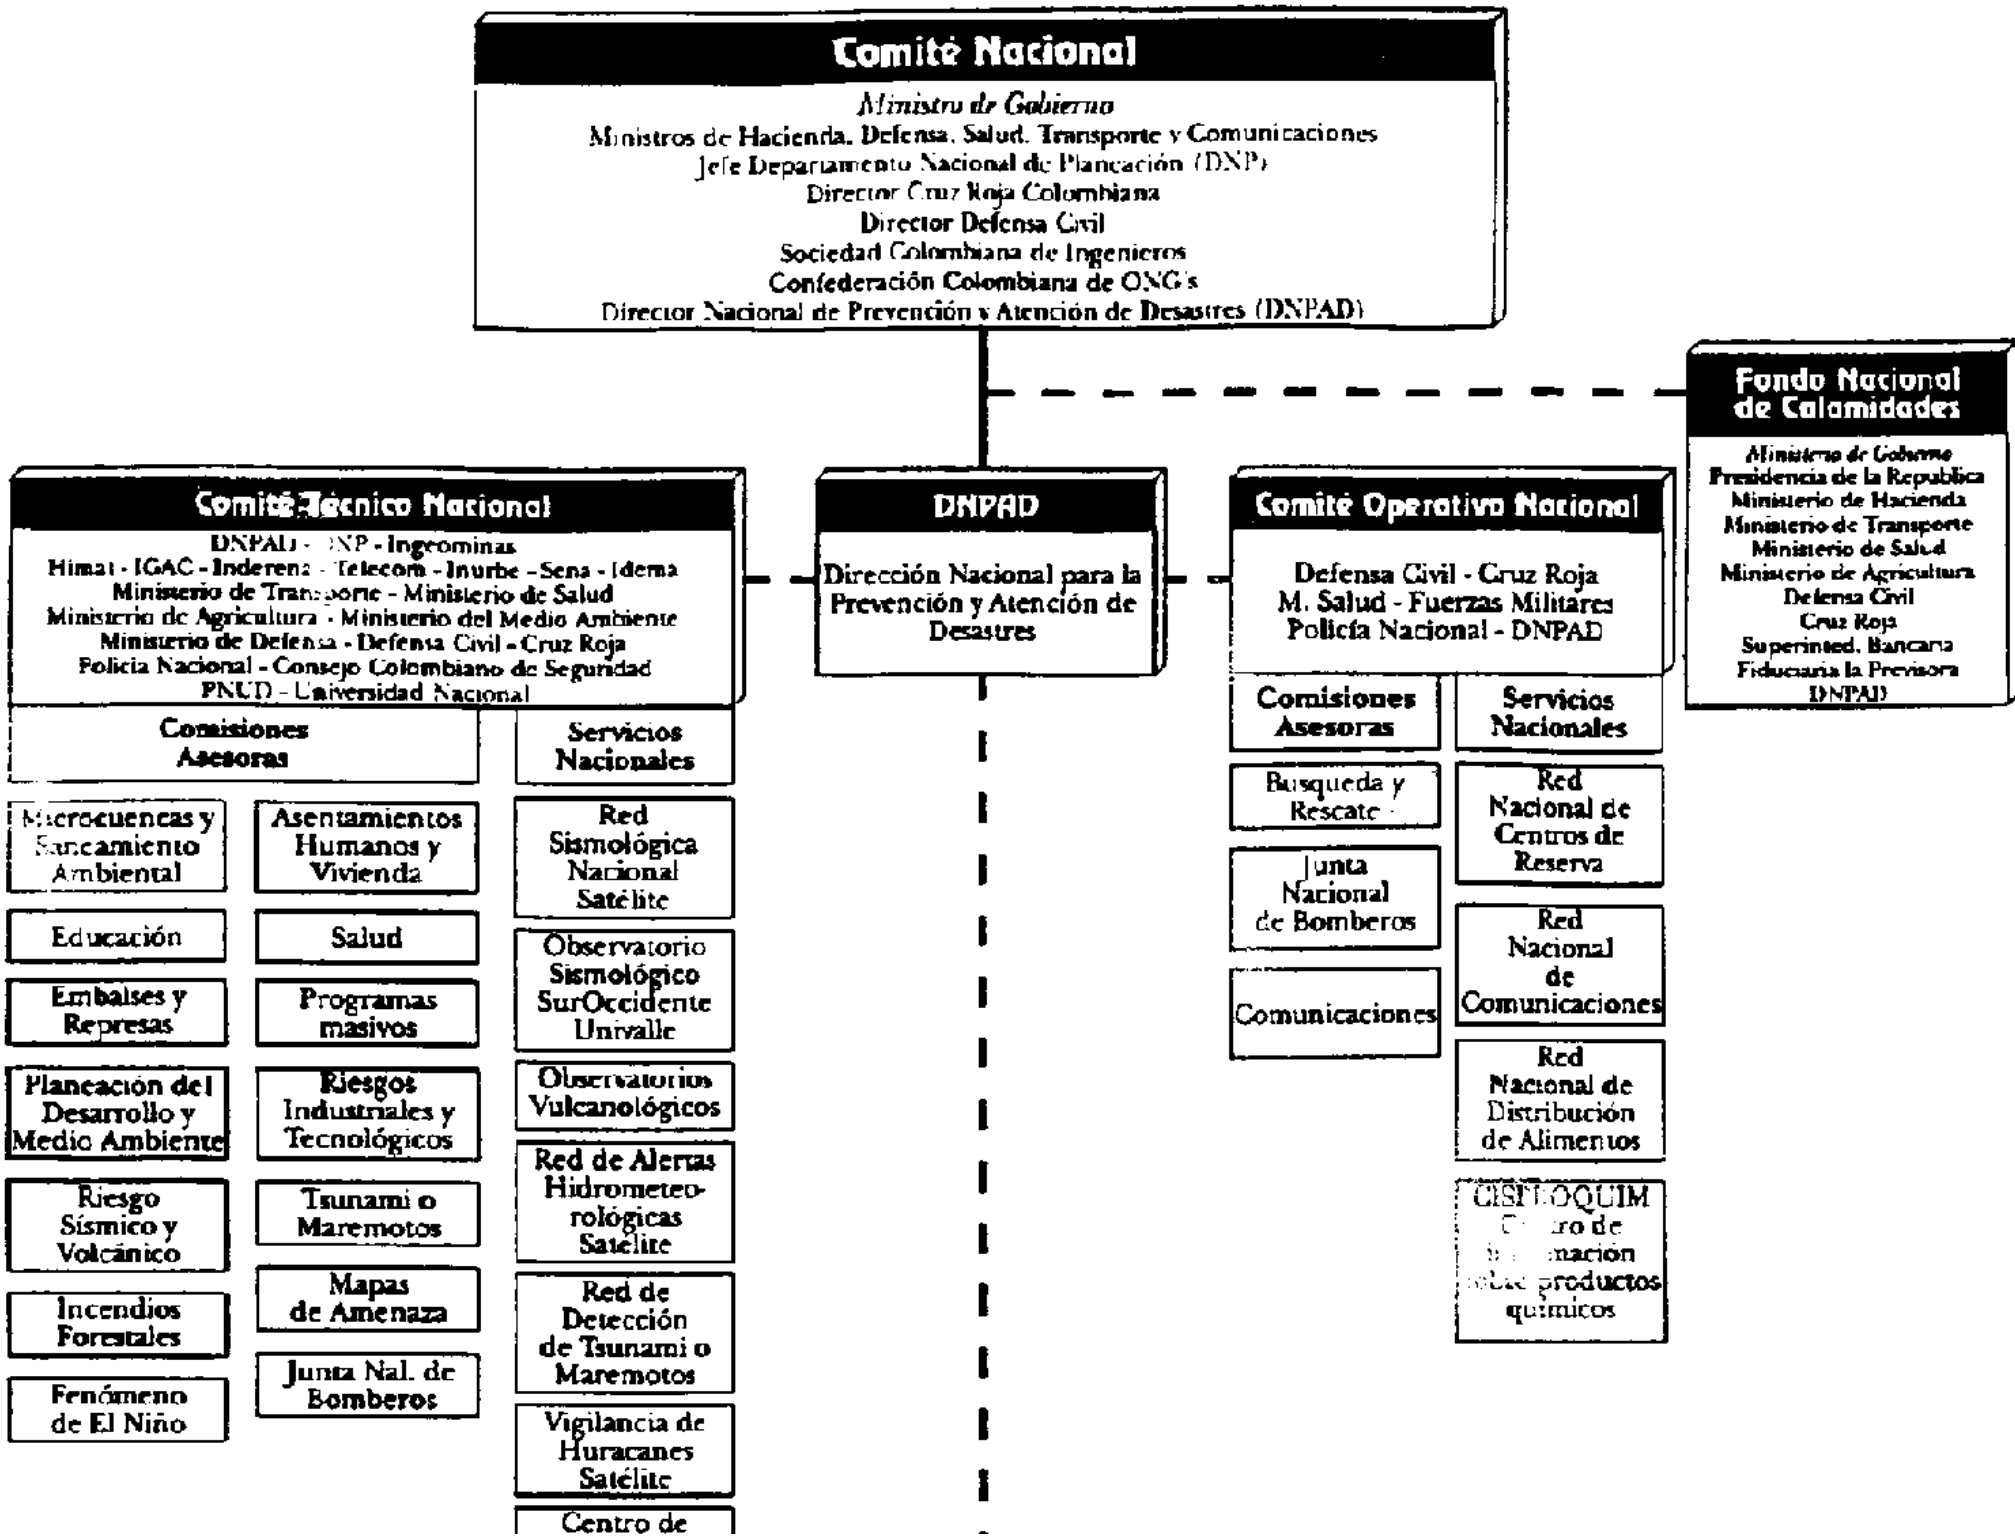 Comité Nacional
Ministro de Gobierno
Ministros de Hacienda, Defensa, Salud, Transporte y Comunicaciones
Jefe Departamento Nacional de Planeación (DNP)
Director Cruz Roja Colombiana
Director Defensa Civil
Sociedad Colombiana de Ingenieros
Confederación Colombiana de ONG's
Director Nacional de Prevención y Atención de Desastres (DNPAD)
Fondo Nacional
de Calamidades
Ministerio de Gobierno
Presidencia de la Republica
Ministerio de Hacienda
Ministerio de Transporte
Ministerio de Salud
Ministerio de Agricultura
Defensa Civil
Cruz Roja
Superinted. Bancaria
Fiduciaria la Previsora
DNPAD
Comité Técnico Nacional
DNPAD - DNP - Ingeominas
Himat - IGAC - Inderena - Telecom - Inurbe - Sena - Idema
Ministerio de Transporte - Ministerio de Salud
Ministerio de Agricultura - Ministerio del Medio Ambiente
Ministerio de Defensa - Defensa Civil - Cruz Roja
Policía Nacional - Consejo Colombiano de Seguridad
PNUD - Universidad Nacional
DNPAD
Dirección Nacional para la
Prevención y Atención de
Desastres
Comité Operativo Nacional
Defensa Civil - Cruz Roja
M. Salud - Fuerzas Militares
Policía Nacional - DNPAD
Comisiones
Asesoras
Microcuencas y
Saneamiento
Ambiental
Educación
Embalses y
Represas
Planeación del
Desarrollo y
Medio Ambiente
Riesgo
Sísmico y
Volcánico
Incendios
Forestales
Fenómeno
de El Niño
Asentamientos
Humanos y
Vivienda
Salud
Programas
masivos
Riesgos
Industriales y
Tecnológicos
Tsunami o
Maremotos
Mapas
de Amenaza
Junta Nal. de
Bomberos
Servicios
Nacionales
Red
Sismológica
Nacional
Satélite
Observatorio
Sismológico
SurOccidente
Univalle
Observatorios
Vulcanológicos
Red de Alertas
Hidrometeo-
rológicas
Satélite
Red de
Detección
de Tsunami o
Maremotos
Vigilancia de
Huracanes
Satélite
Centro de
Comisiones
Asesoras
Busqueda y
Rescate
Junta
Nacional
de Bomberos
Comunicaciones
Servicios
Nacionales
Red
Nacional de
Centros de
Reserva
Red
Nacional
de
Comunicaciones
Red
Nacional de
Distribución
de Alimentos
Centro de
información
sobre productos
químicos